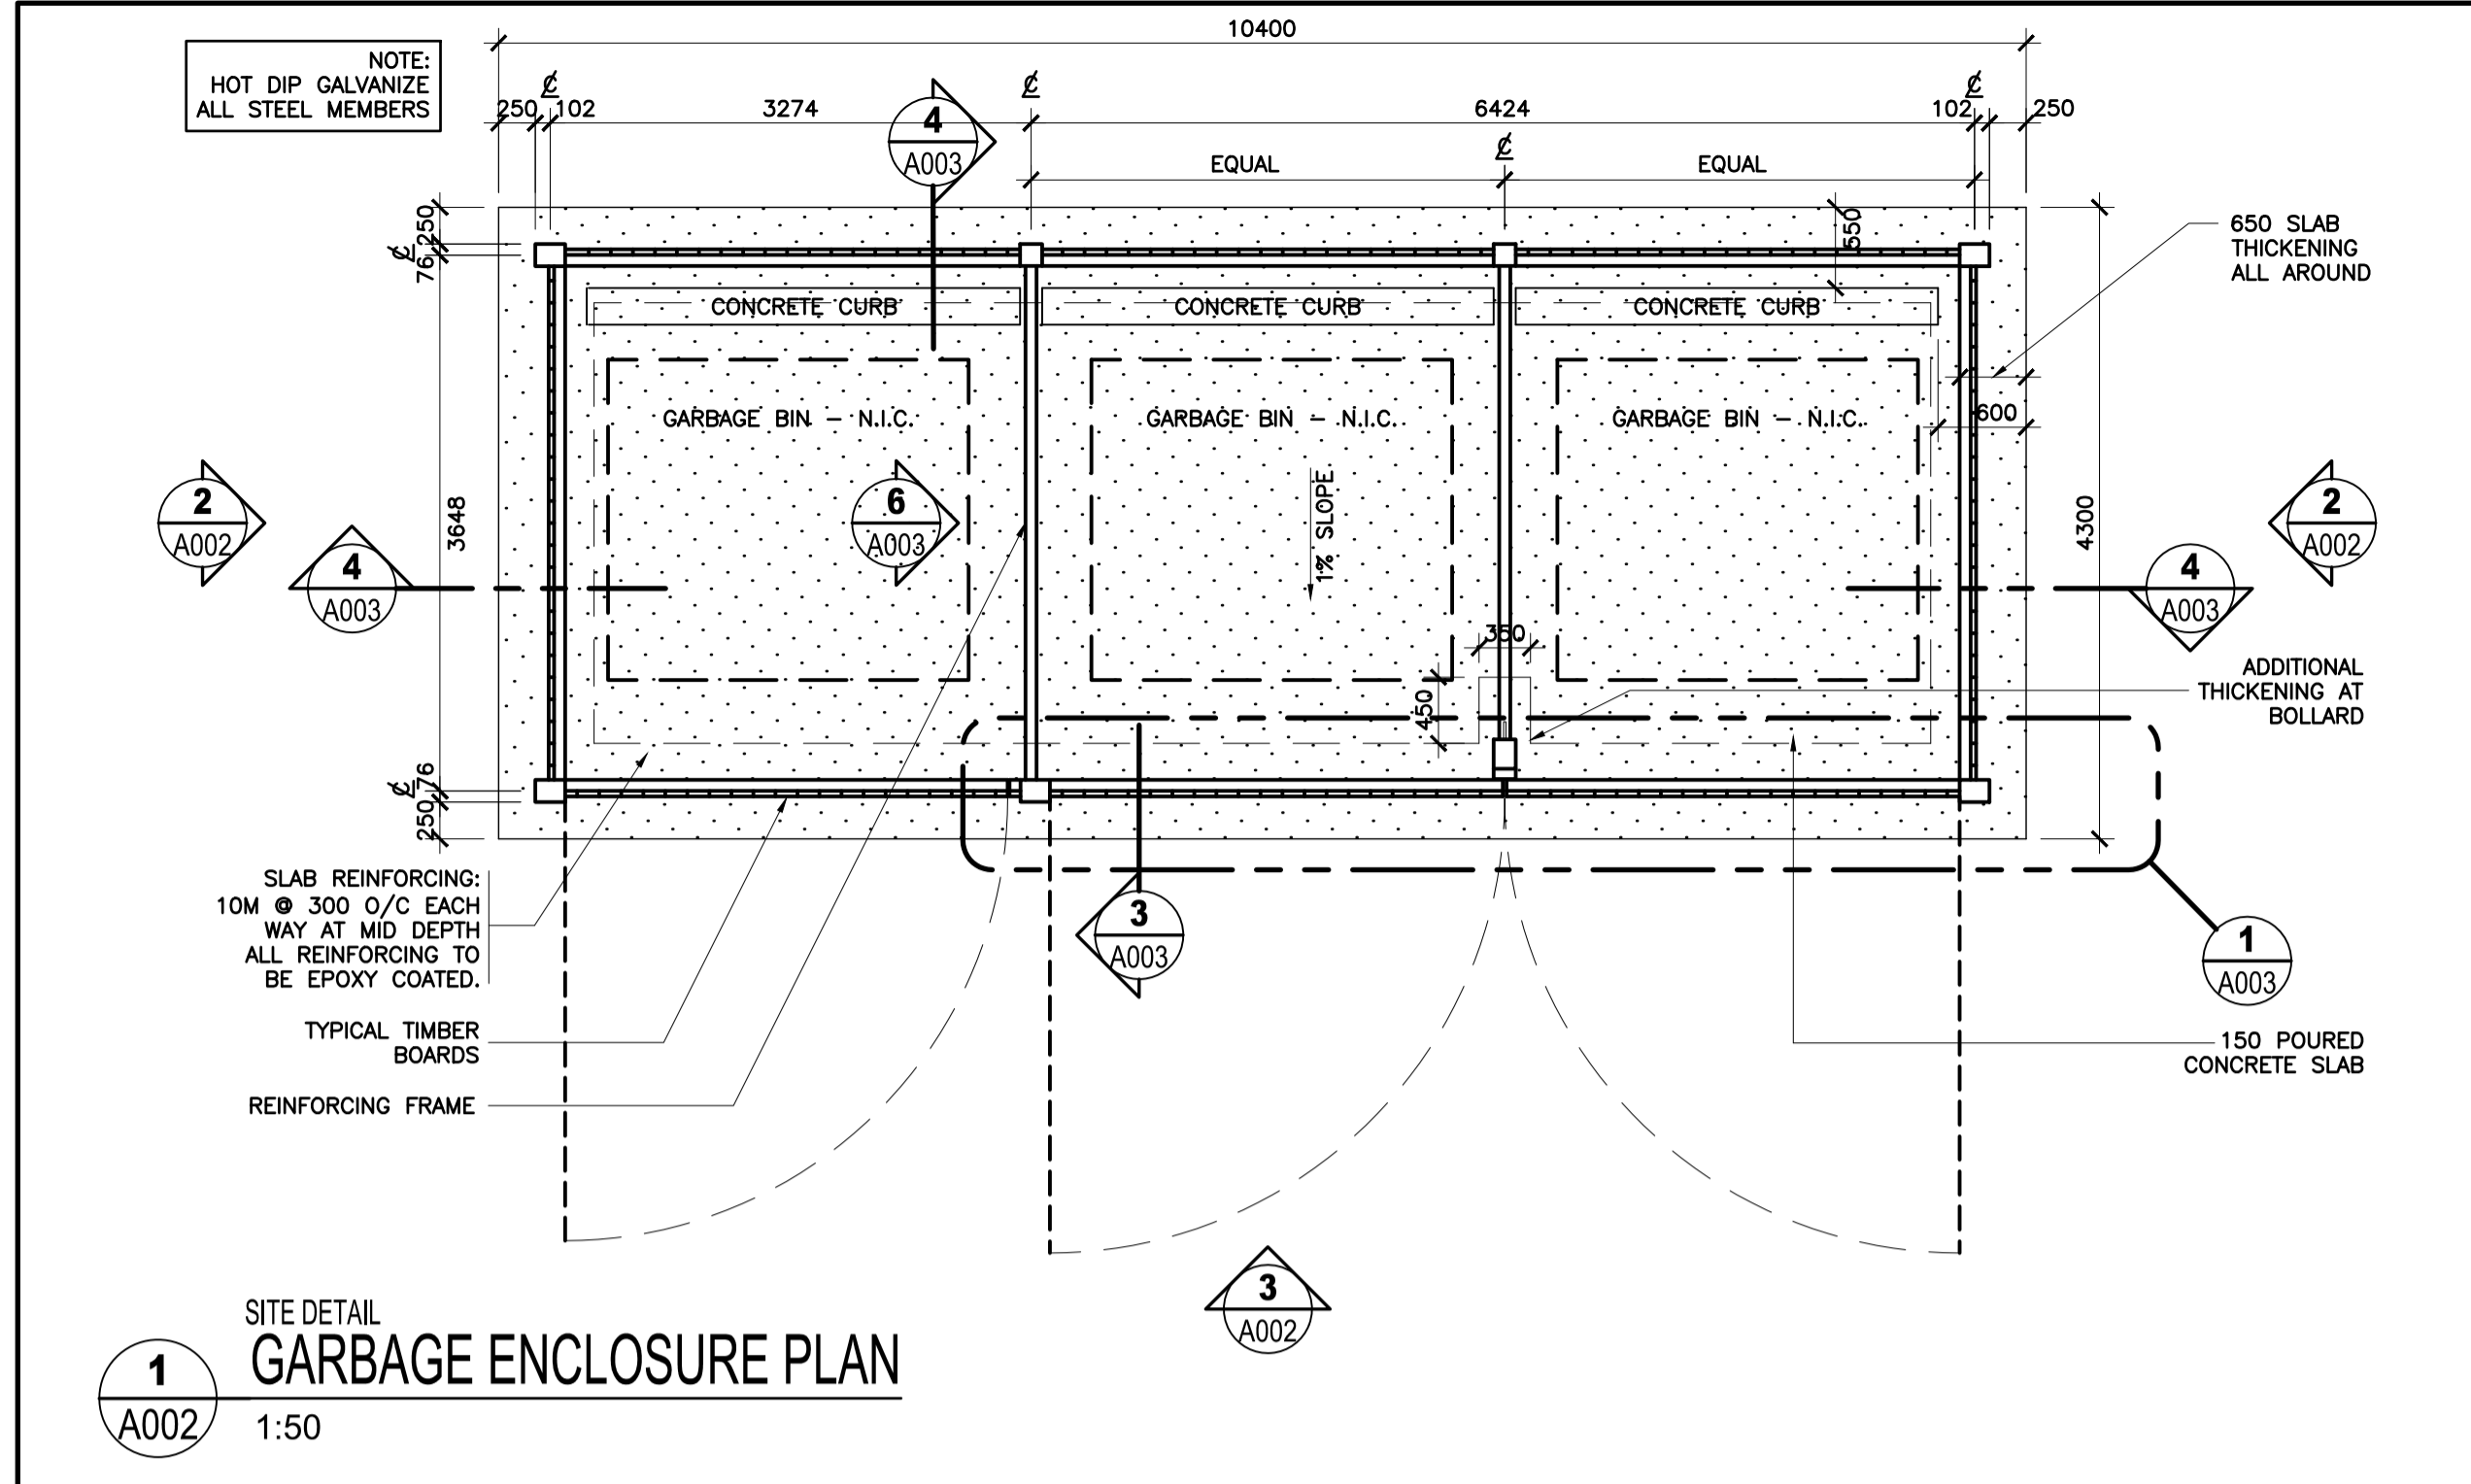 10400
NOTE:
HOT DIP GALVANIZE
ALL STEEL MEMBERS
℄ ℄ ℄
250 102 3274 6424 102 250
4
A003
℄
EQUAL EQUAL
250
℄
76
550
650 SLAB
THICKENING
ALL AROUND
CONCRETE CURB CONCRETE CURB CONCRETE CURB
GARBAGE BIN - N.I.C. GARBAGE BIN - N.I.C. GARBAGE BIN - N.I.C.
600
2
A002
6
A003
1% SLOPE
2
A002
3648
4300
4
A003
4
A003
350
450
ADDITIONAL
THICKENING AT
BOLLARD
76
℄
250
SLAB REINFORCING:
10M @ 300 O/C EACH
WAY AT MID DEPTH
ALL REINFORCING TO
BE EPOXY COATED.
3
A003
1
A003
TYPICAL TIMBER
BOARDS
150 POURED
CONCRETE SLAB
REINFORCING FRAME
3
A002
SITE DETAIL
GARBAGE ENCLOSURE PLAN
1
A002
1:50